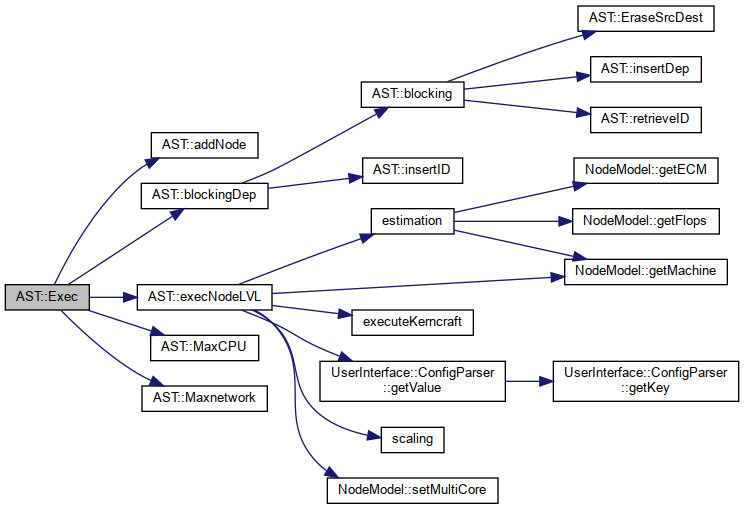 AST::Exec
AST::addNode
AST::blockingDep
AST::execNodeLVL
AST::MaxCPU
AST::Maxnetwork
AST::blocking
AST::insertID
estimation
executeKerncraft
UserInterface::ConfigParser
::getValue
scaling
NodeModel::setMultiCore
AST::EraseSrcDest
AST::insertDep
AST::retrieveID
NodeModel::getECM
NodeModel::getFlops
NodeModel::getMachine
UserInterface::ConfigParser
::getKey